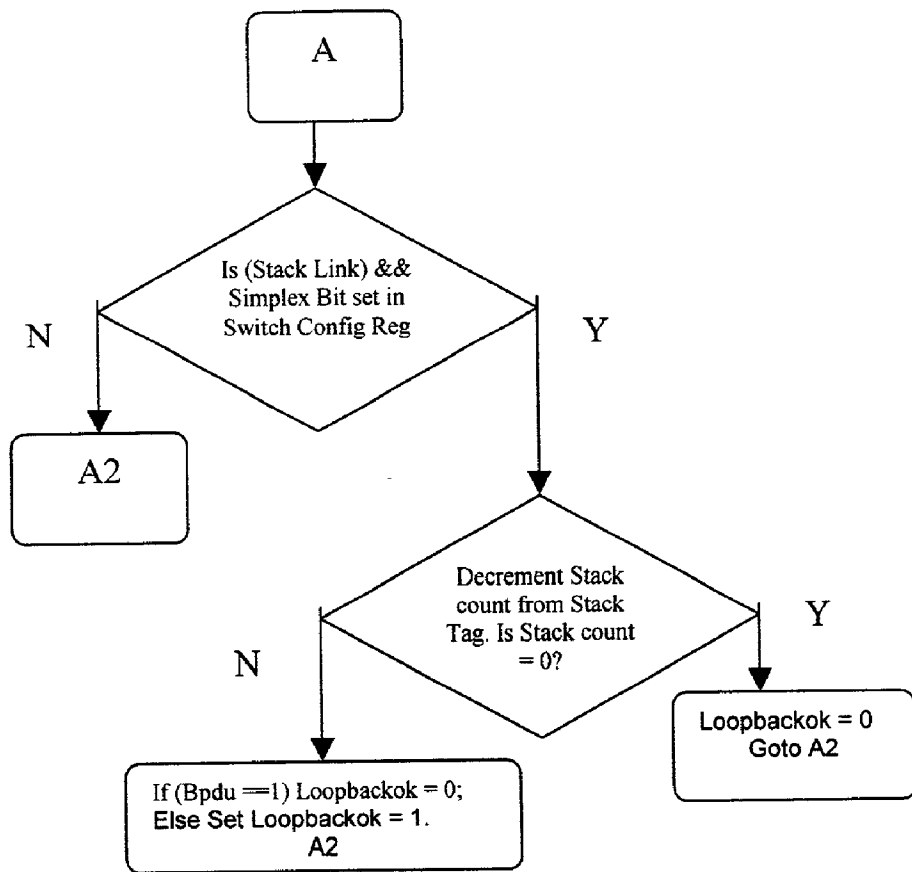 A
Is (Stack Link) &&
Simplex Bit set in
Switch Config Reg
N
Y
A2
Decrement Stack
count from Stack
Tag. Is Stack count
= 0?
N
Y
Loopbackok = 0
Goto A2
If (Bpdu ==1) Loopbackok = 0;
Else Set Loopbackok = 1.
A2